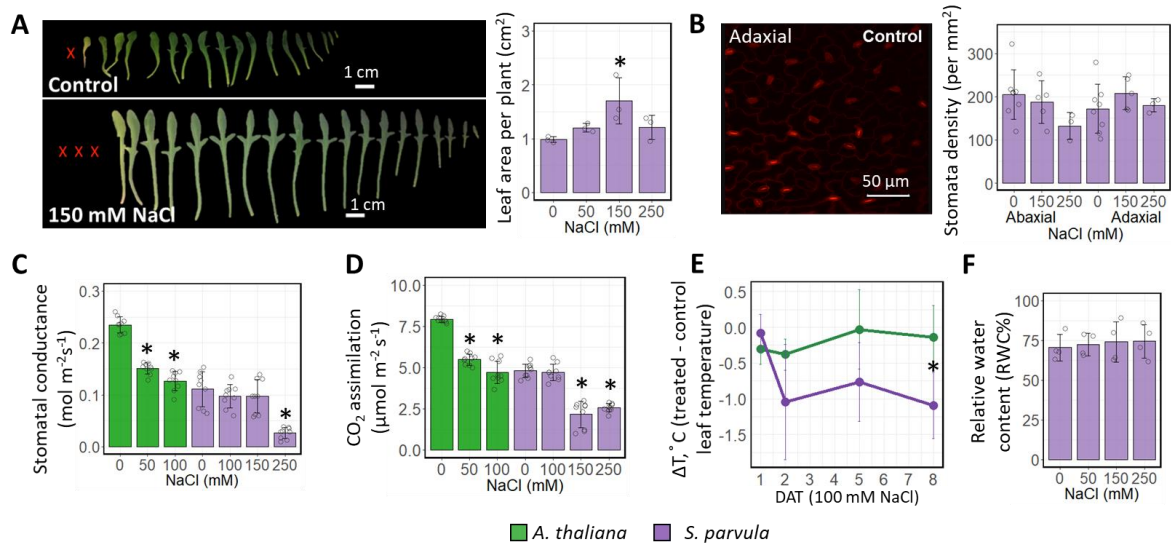 A
X
Control
1 cm
X X X
150 mM NaCl
1 cm
Leaf area per plant (cm2)
3
2
1
0
*
0 50 150 250
NaCl (mM)
B
Adaxial
Control
50 µm
Stomata density (per mm2)
300
200
100
0
0 150 250 0 150 250
Abaxial Adaxial
NaCl (mM)
C
Stomatal conductance
(mol m-2s-1)
0.3
0.2
0.1
0.0
* * *
0 50 100 0 100 150 250
NaCl (mM)
D
CO2 assimilation
(µmol m-2 s-1)
10.0
7.5
5.0
2.5
0.0
* * * *
0 50 100 0 100 150 250
NaCl (mM)
E
ΔT,˚ C (treated - control
leaf temperature)
0.5
0.0
-0.5
-1.0
-1.5
*
1 2 3 4 5 6 7 8
DAT (100 mM NaCl)
F
Relative water
content (RWC%)
75
50
25
0
0 50 150 250
NaCl (mM)
A. thaliana
S. parvula